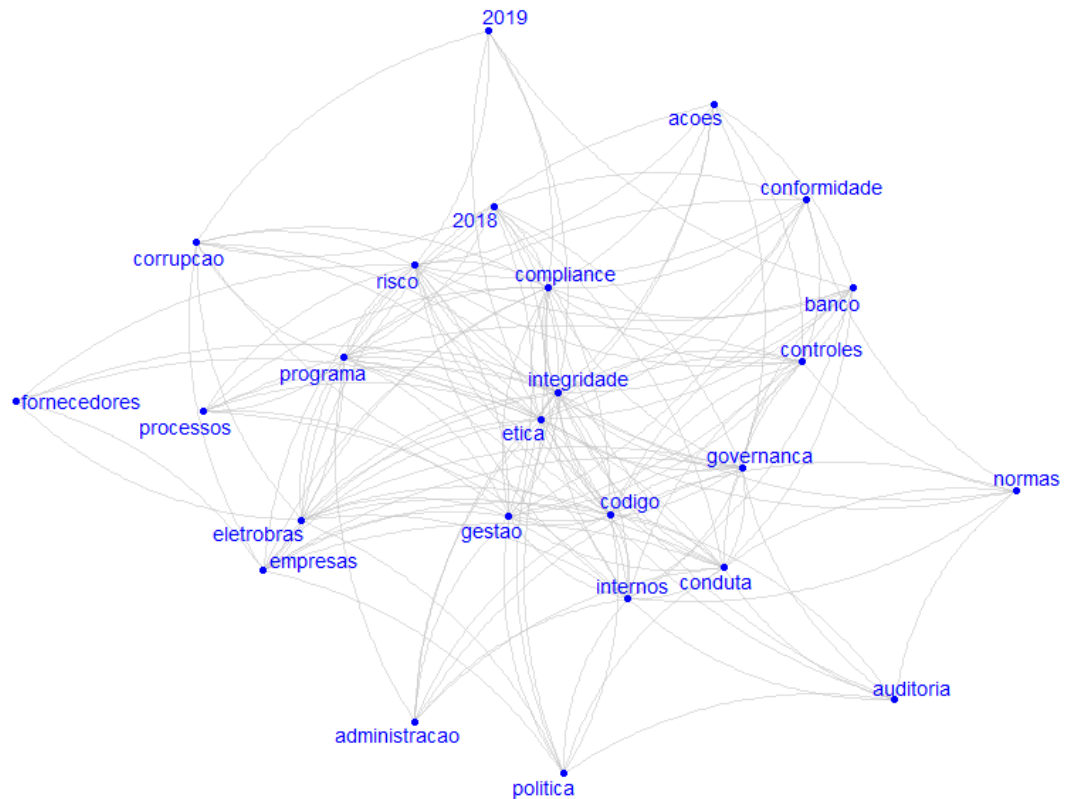 2019
acoes
conformidade
2018
corrupcao
risco
compliance
banco
controles
programa
integridade
fornecedores
processos
etica
governanca
normas
codigo
eletrobras
gestao
empresas
internos
conduta
auditoria
administracao
politica